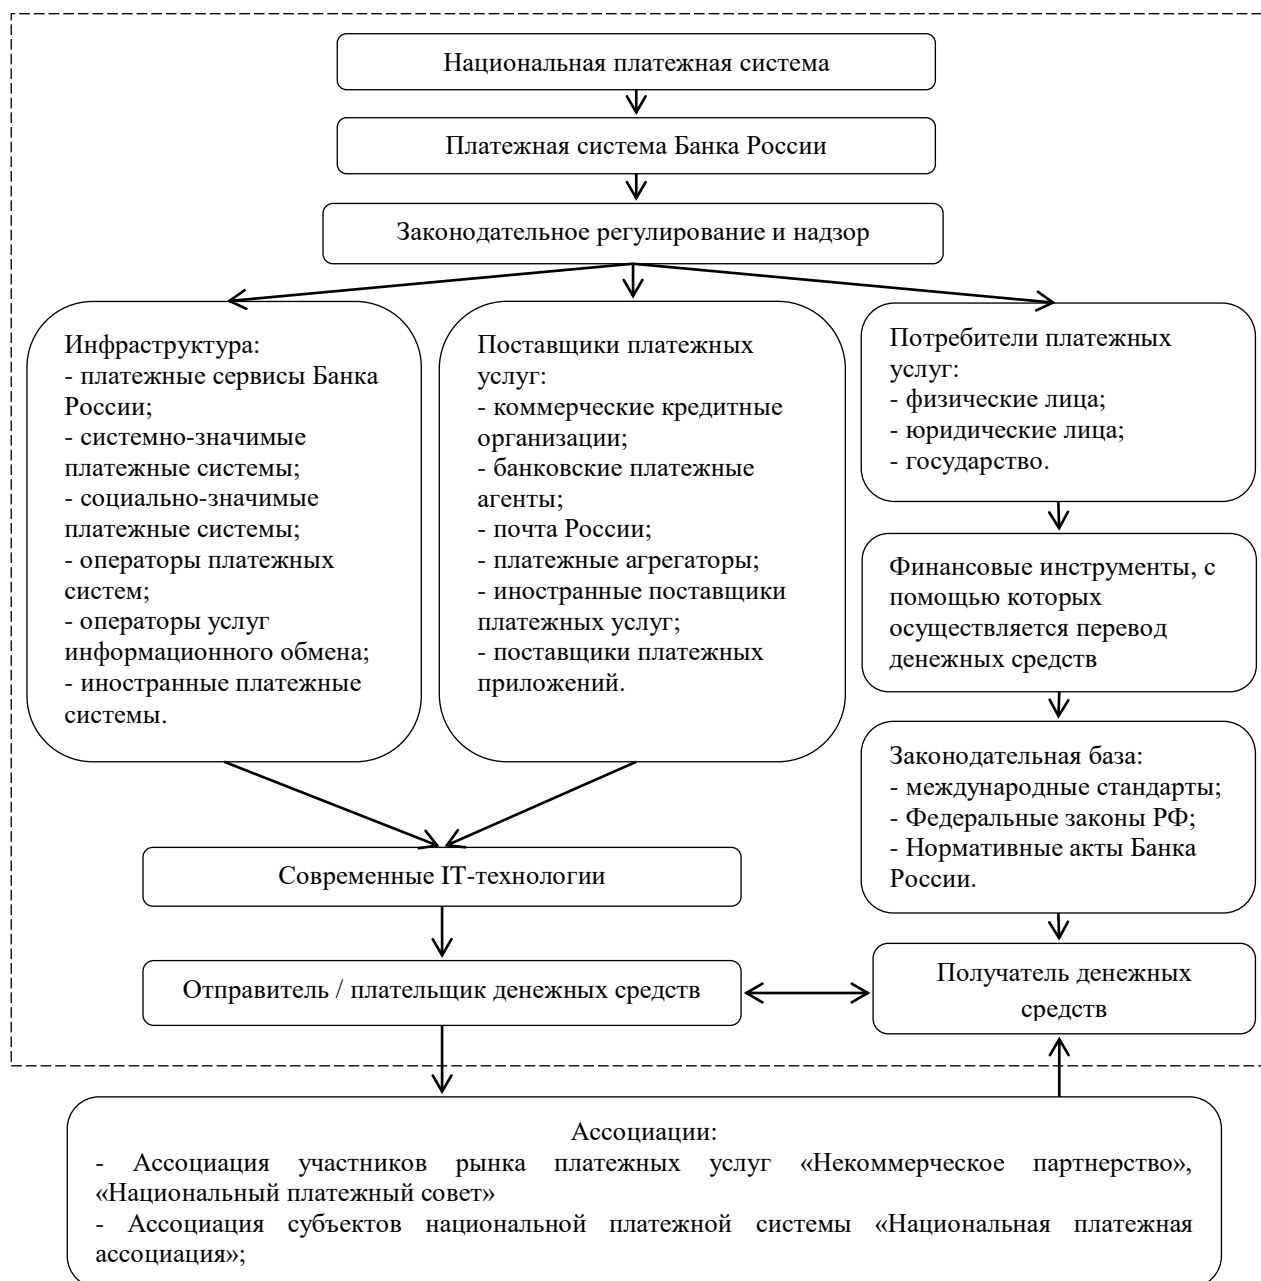 Национальная платежная система
Платежная система Банка России
Законодательное регулирование и надзор
Инфраструктура:
- платежные сервисы Банка
России;
- системно-значимые
платежные системы;
- социально-значимые
платежные системы;
- операторы платежных
систем;
- операторы услуг
информационного обмена;
- иностранные платежные
системы.
Поставщики платежных
услуг:
- коммерческие кредитные
организации;
- банковские платежные
агенты;
- почта России;
- платежные агрегаторы;
- иностранные поставщики
платежных услуг;
- поставщики платежных
приложений.
Потребители платежных
услуг:
- физические лица;
- юридические лица;
- государство.
Финансовые инструменты, с
помощью которых
осуществляется перевод
денежных средств
Законодательная база:
- международные стандарты;
- Федеральные законы РФ;
- Нормативные акты Банка
России.
Современные IT-технологии
Отправитель / плательщик денежных средств
Получатель денежных
средств
Ассоциации:
- Ассоциация участников рынка платежных услуг «Некоммерческое партнерство»,
«Национальный платежный совет»
- Ассоциация субъектов национальной платежной системы «Национальная платежная
ассоциация»;